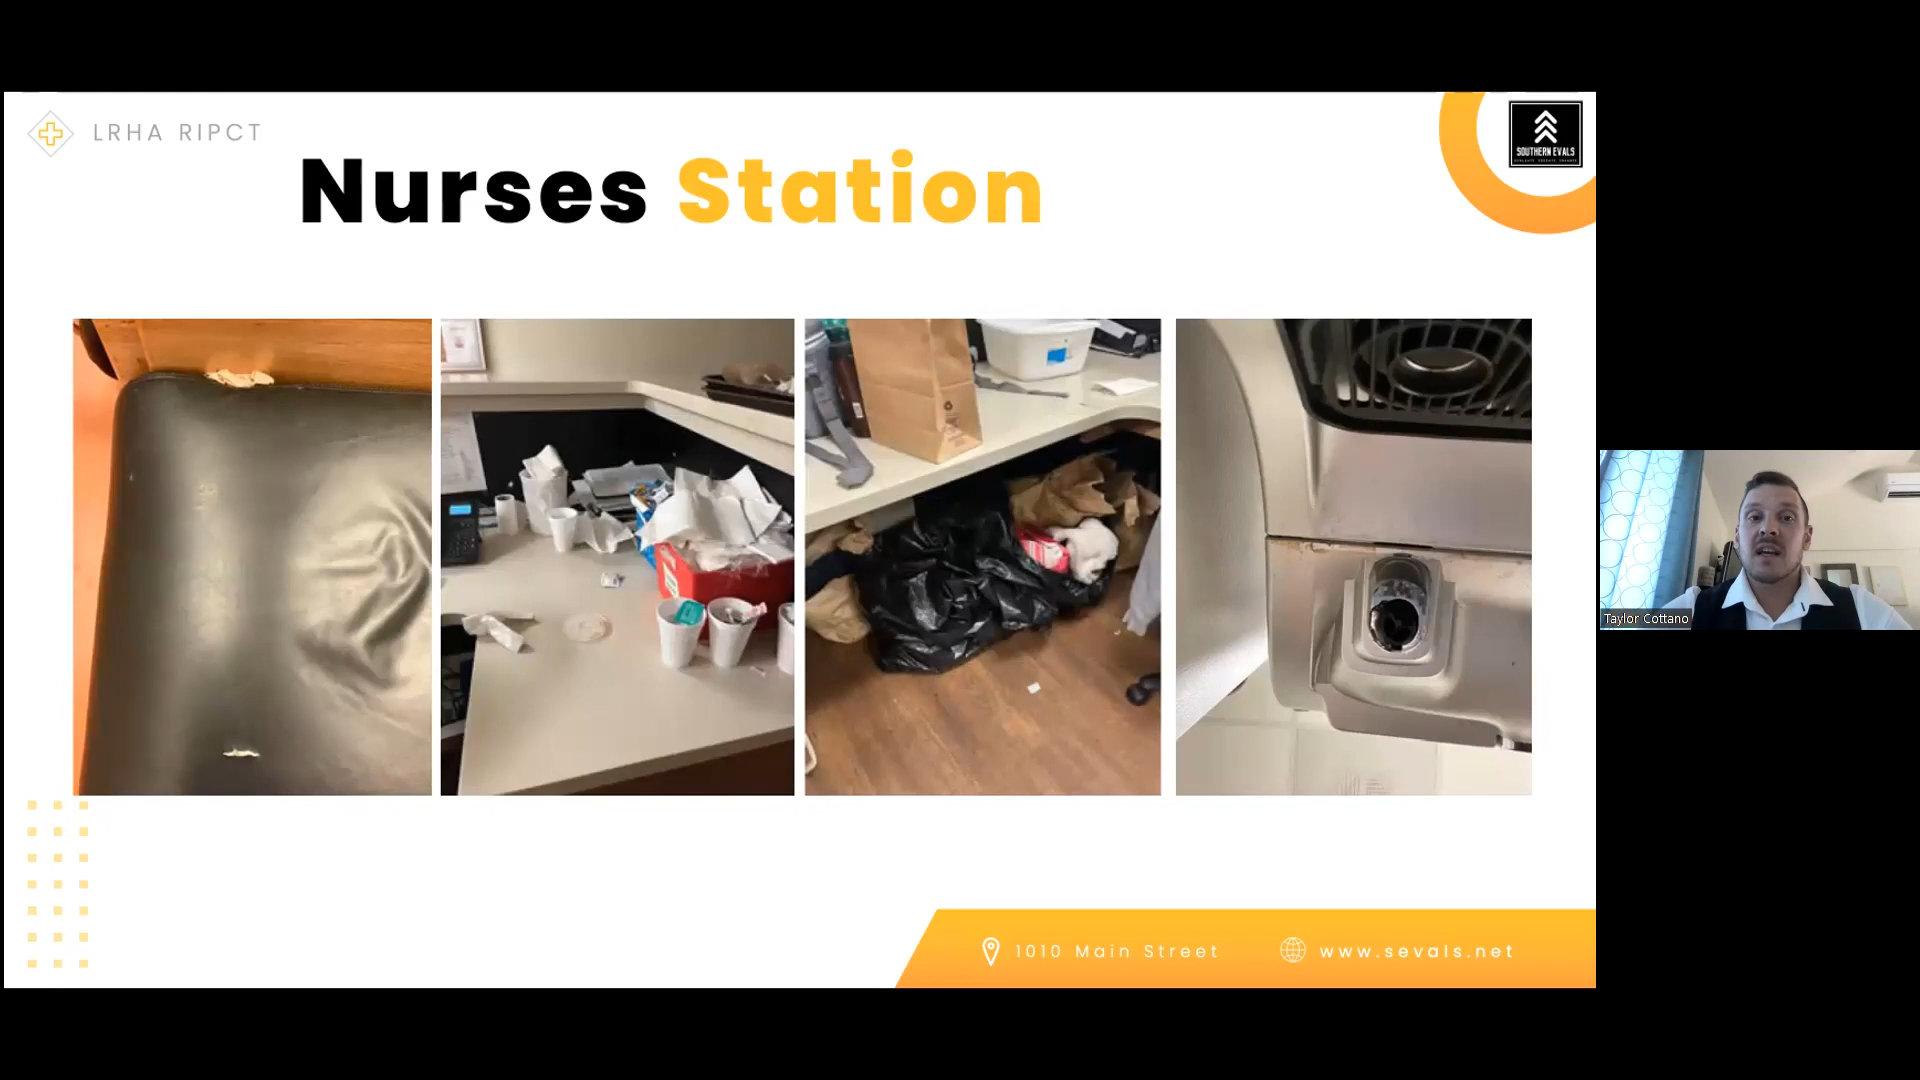 LRHA RIPCT
SOUTHERN EVALS
Nurses Station
Taylor Cottano
1010 Main Street
www.sevals.net